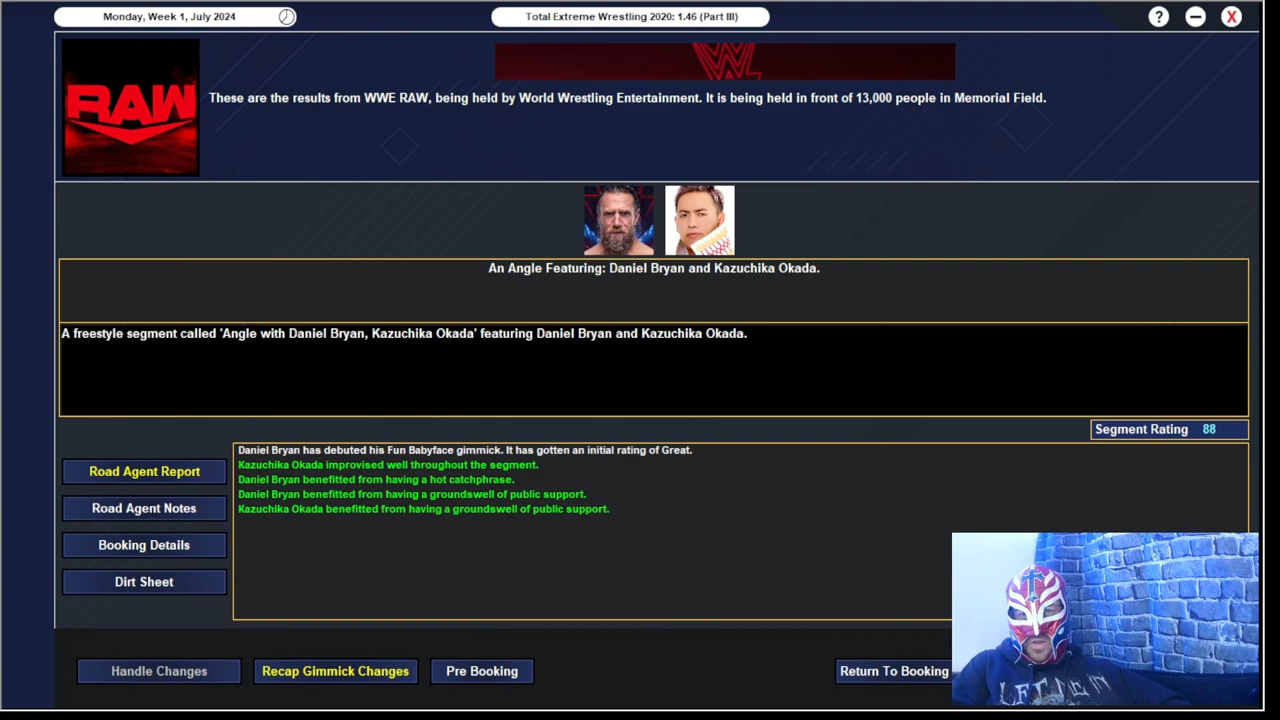 Monday, Week 1, July 2024
Total Extreme Wrestling 2020: 1.46 (Part III)
?
X
RAW
These are the results from WWE RAW, being held by World Wrestling Entertainment. It is being held in front of 13,000 people in Memorial Field.
An Angle Featuring: Daniel Bryan and Kazuchika Okada.
A freestyle segment called 'Angle with Daniel Bryan, Kazuchika Okada' featuring Daniel Bryan and Kazuchika Okada.
Segment Rating 88
Road Agent Report
Road Agent Notes
Booking Details
Dirt Sheet
Daniel Bryan has debuted his Fun Babyface gimmick. It has gotten an initial rating of Great.
Kazuchika Okada improvised well throughout the segment.
Daniel Bryan benefitted from having a hot catchphrase.
Daniel Bryan benefitted from having a groundswell of public support.
Kazuchika Okada benefitted from having a groundswell of public support.
Handle Changes
Recap Gimmick Changes
Pre Booking
Return To Booking